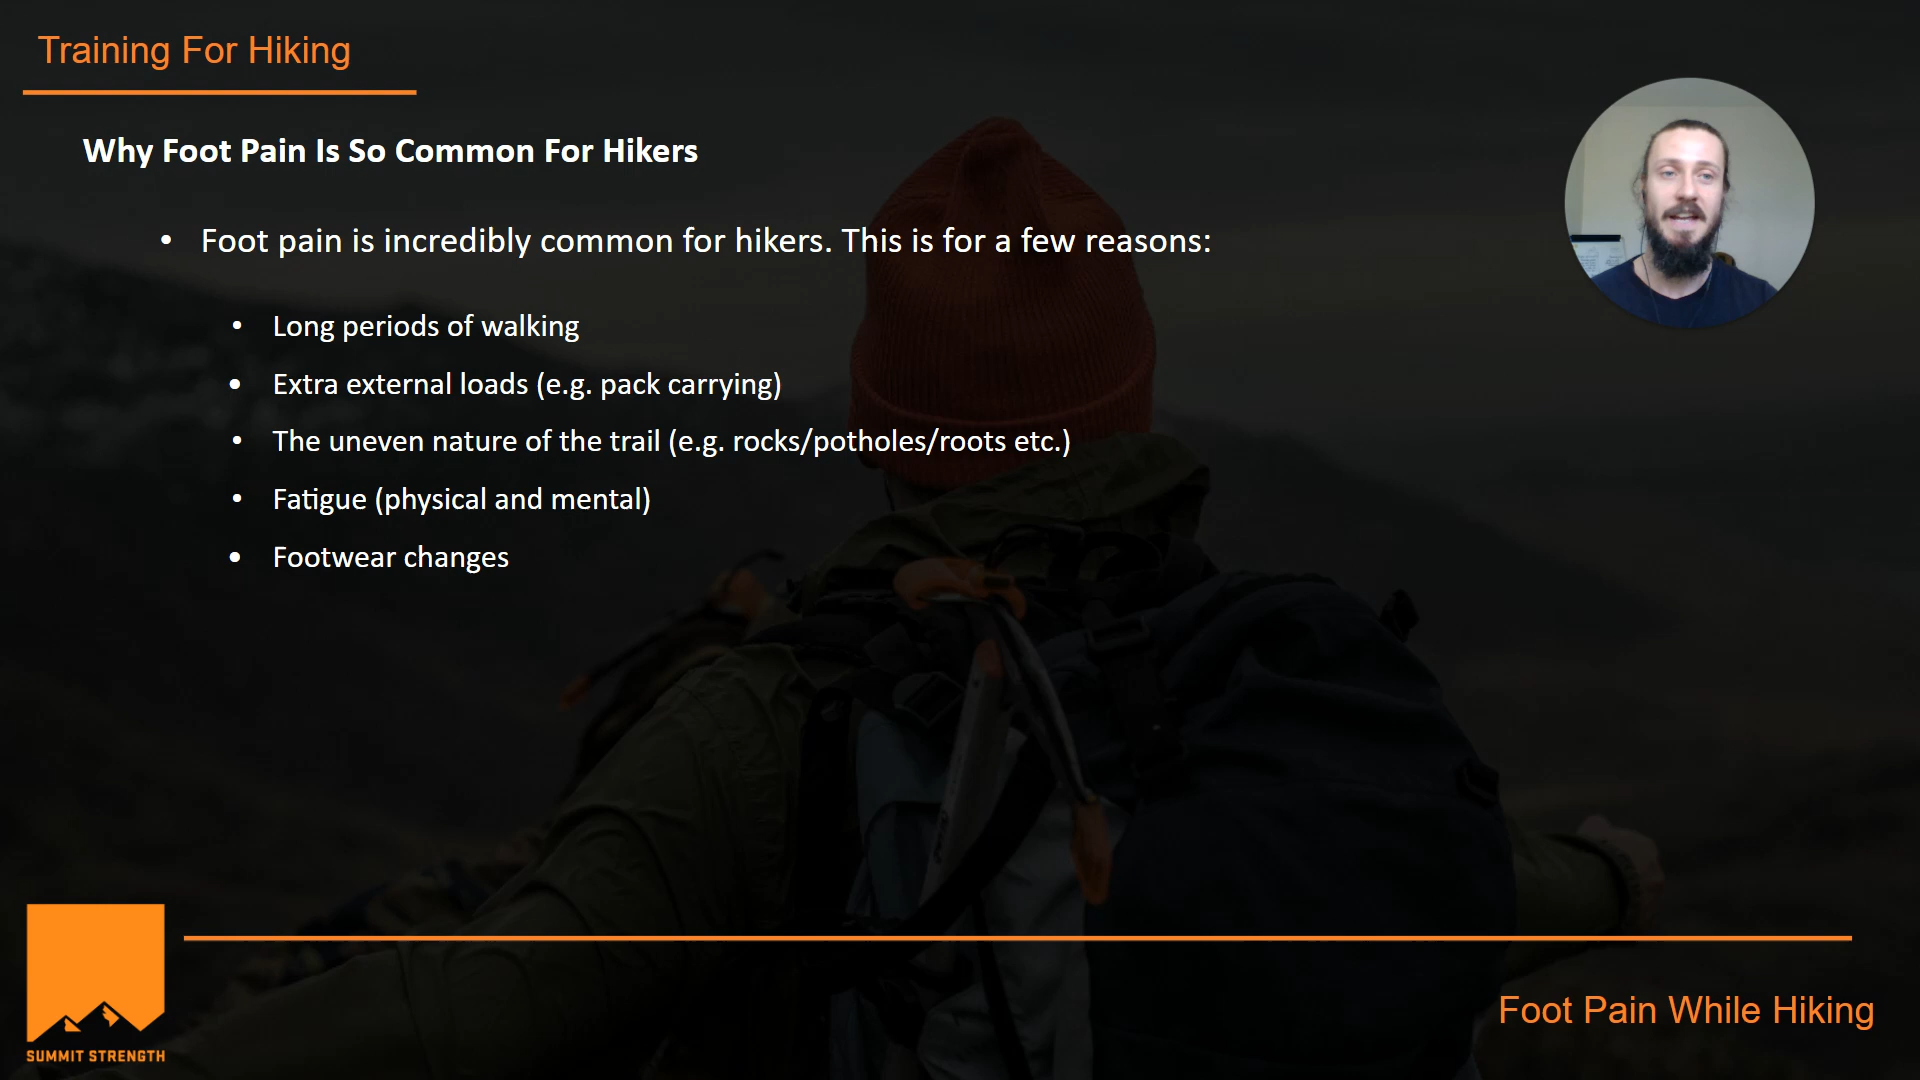 Training For Hiking
Why Foot Pain Is So Common For Hikers
• Foot pain is incredibly common for hikers. This is for a few reasons:
• Long periods of walking
• Extra external loads (e.g. pack carrying)
• The uneven nature of the trail (e.g. rocks/potholes/roots etc.)
• Fatigue (physical and mental)
• Footwear changes
SUMMIT STRENGTH
Foot Pain While Hiking